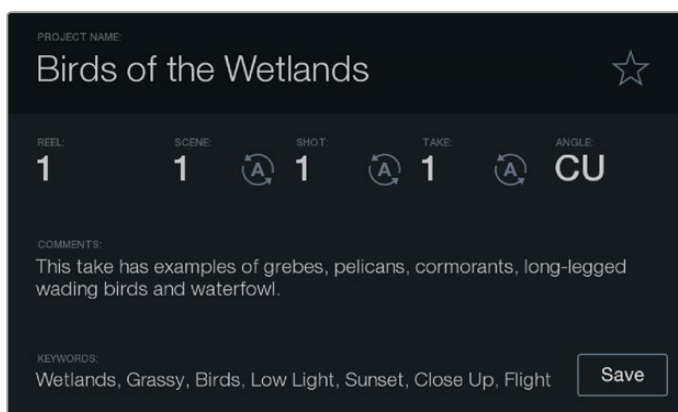 PROJECT NAME:
Birds of the Wetlands
REEL: SCENE: SHOT: TAKE: ANGLE:
1 1 A 1 A 1 A CU
COMMENTS:
This take has examples of grebes, pelicans, cormorants, long-legged
wading birds and waterfowl.
KEYWORDS:
Wetlands, Grassy, Birds, Low Light, Sunset, Close Up, Flight
Save